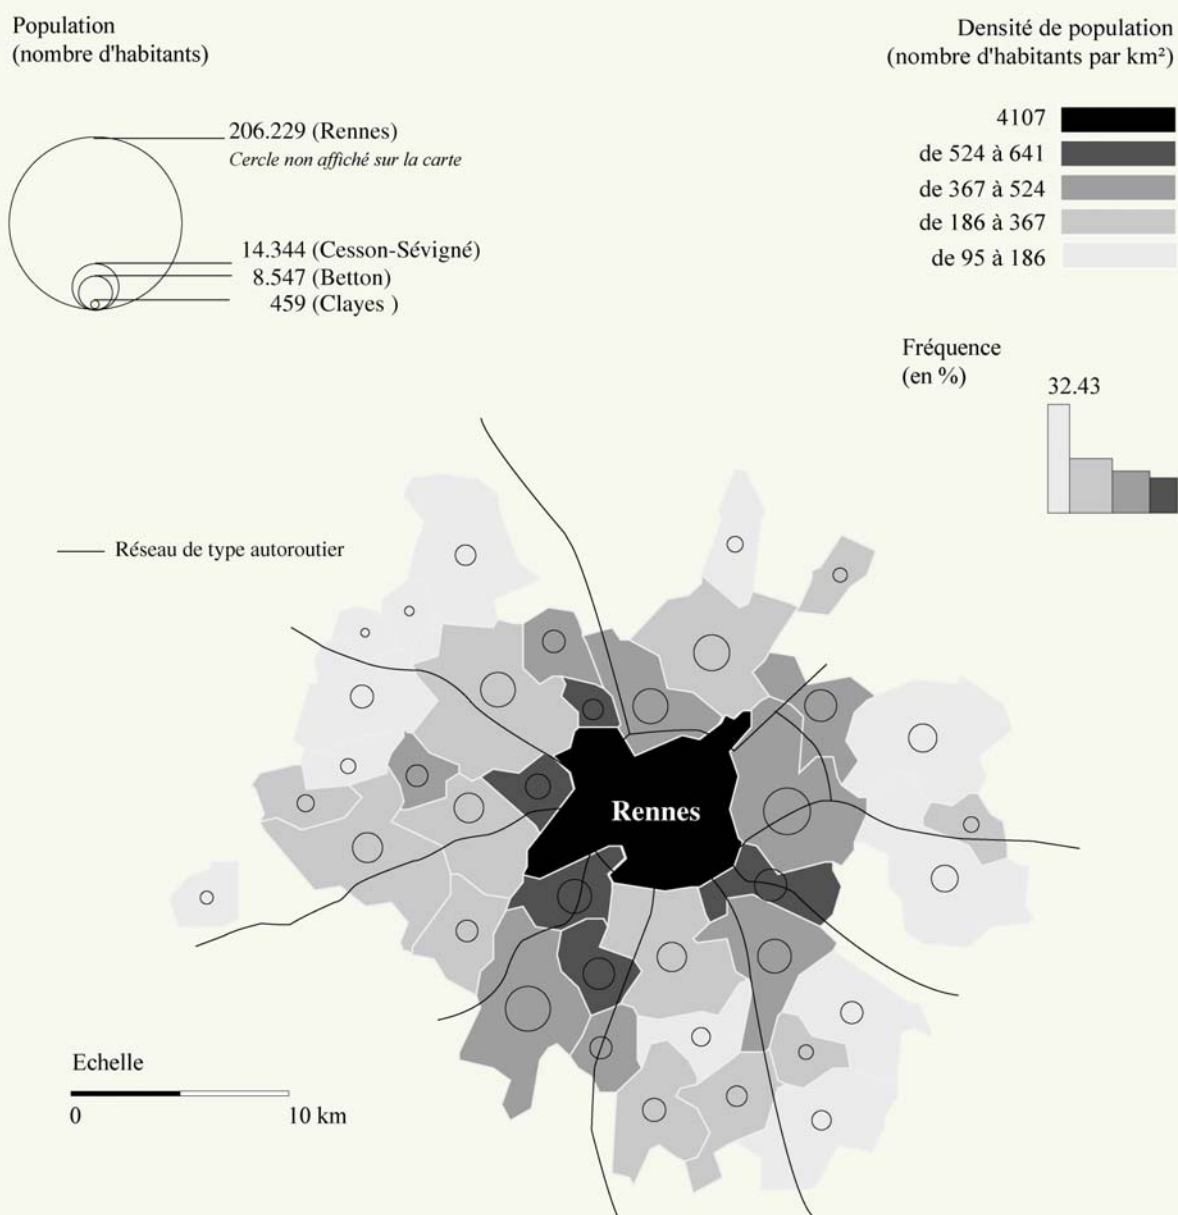 Population
(nombre d'habitants)
206.229 (Rennes)
Cercle non affiché sur la carte
14.344 (Cesson-Sévigné)
8.547 (Betton)
459 (Clayes )
Densité de population
(nombre d'habitants par km²)
4107
de 524 à 641
de 367 à 524
de 186 à 367
de 95 à 186
Fréquence
(en %)
32.43
Réseau de type autoroutier
Rennes
Echelle
0 10 km